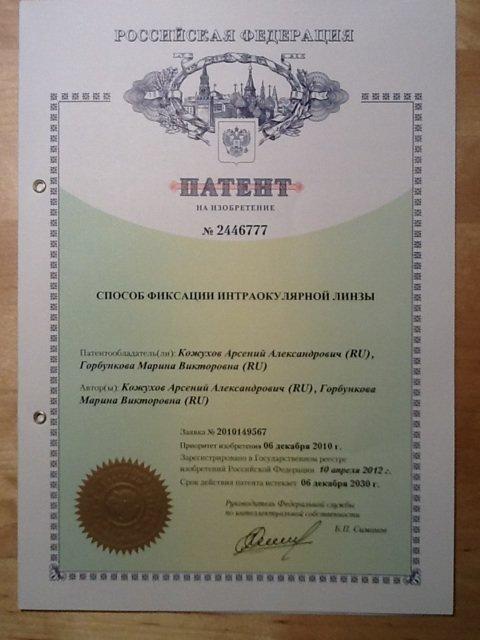 РОССИЙСКАЯ ФЕДЕРАЦИЯ
ПАТЕНТ
НА ИЗОБРЕТЕНИЕ
№ 2446777
СПОСОБ ФИКСАЦИИ ИНТРАОКУЛЯРНОЙ ЛИНЗЫ
Патентообладатель(ли): Кожухов Арсений Александрович (RU),
Горбункова Марина Викторовна (RU)
Автор(ы): Кожухов Арсений Александрович (RU), Горбункова
Марина Викторовна (RU)
Заявка № 2010149567
Приоритет изобретения 06 декабря 2010 г.
Зарегистрировано в Государственном реестре
изобретений Российской Федерации 10 апреля 2012 г.
Срок действия патента истекает 06 декабря 2030 г.
Руководитель Федеральной службы
по интеллектуальной собственности
Б.П. Симонов